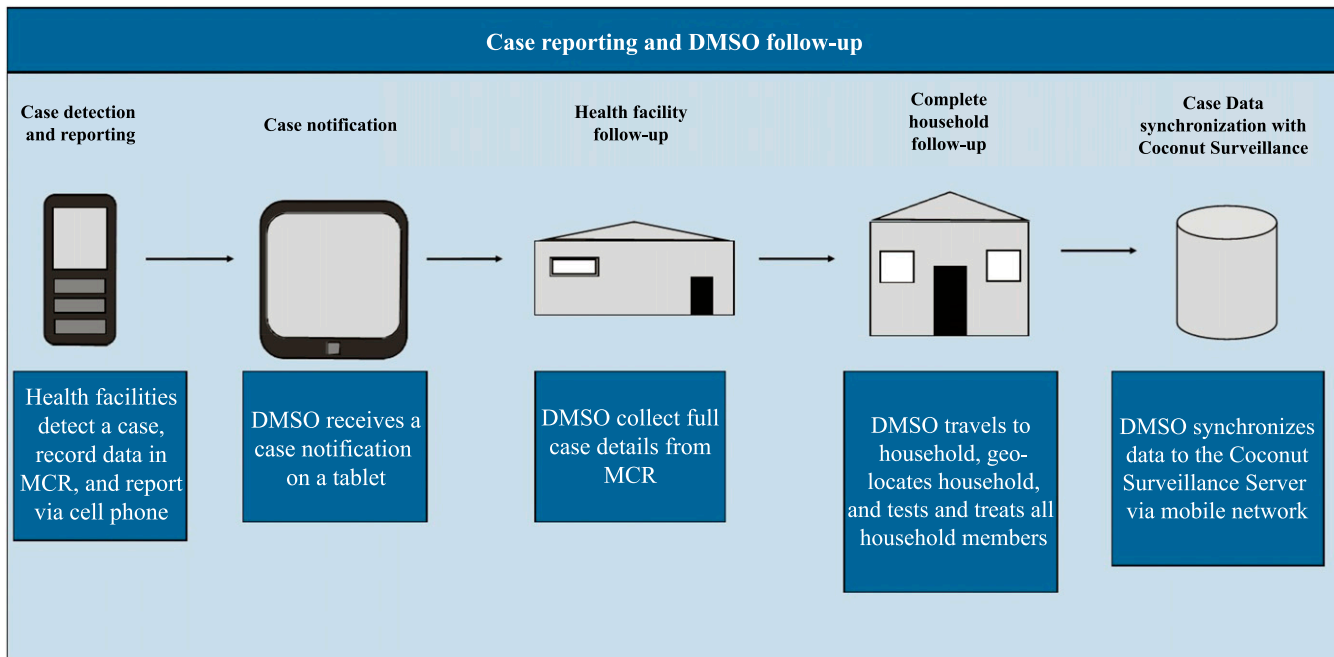 Case reporting and DMSO follow-up
Case detection
and reporting
Case notification
Health facility
follow-up
Complete
household
follow-up
Case Data
synchronization with
Coconut Surveillance
Health facilities
detect a case,
record data in
MCR, and report
via cell phone
DMSO receives a
case notification
on a tablet
DMSO collect full
case details from
MCR
DMSO travels to
household, geo-
locates household,
and tests and treats all
household members
DMSO synchronizes
data to the Coconut
Surveillance Server
via mobile network